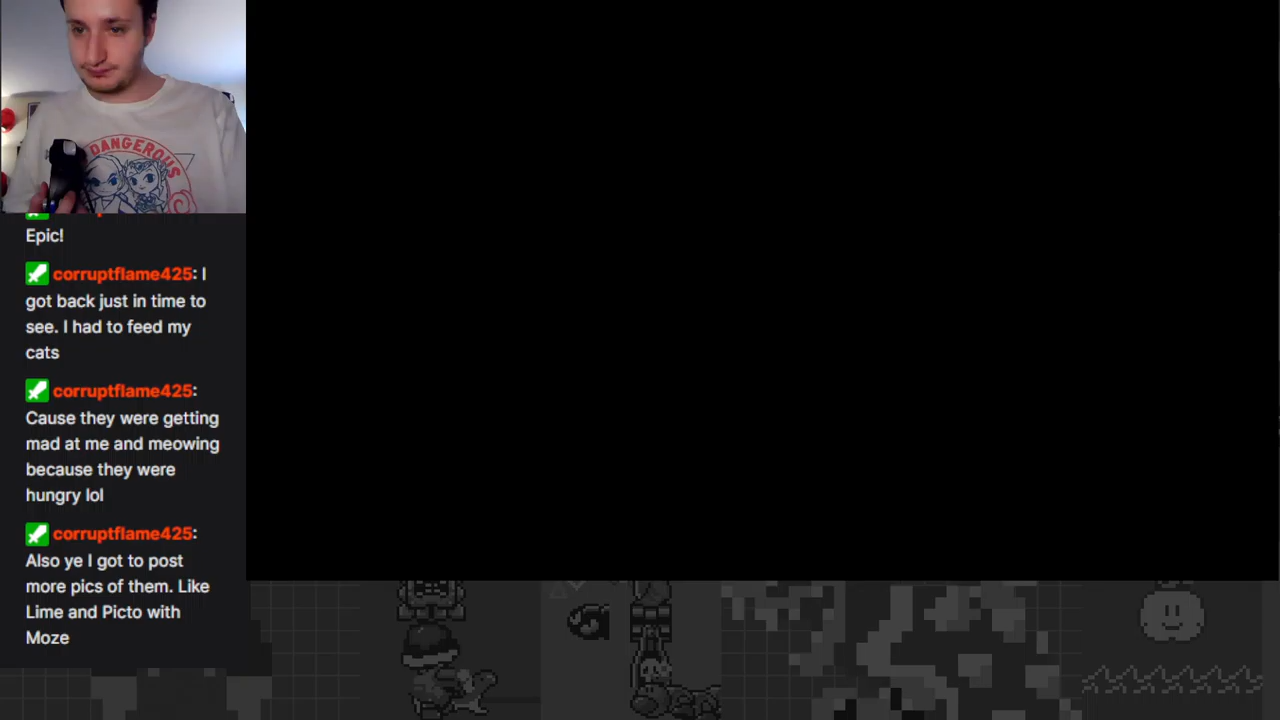 DANGEROUS
Epic!
corruptflame425: I
got back just in time to
see. I had to feed my
cats
corruptflame425:
Cause they were getting
mad at me and meowing
because they were
hungry lol
corruptflame425:
Also ye I got to post
more pics of them. Like
Lime and Picto with
Moze